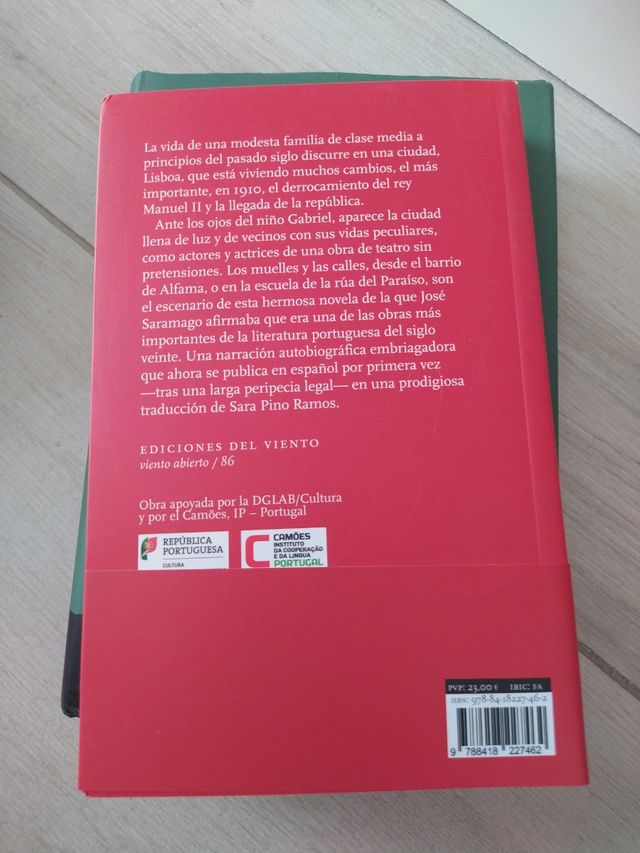 La vida de una modesta familia de clase media a
principios del pasado siglo discurre en una ciudad,
Lisboa, que está viviendo muchos cambios, el más
importante, en 1910, el derrocamiento del rey
Manuel II y la llegada de la república.
Ante los ojos del niño Gabriel, aparece la ciudad
llena de luz y de vecinos con sus vidas peculiares,
como actores y actrices de una obra de teatro sin
pretensiones. Los muelles y las calles, desde el barrio
de Alfama, o en la escuela de la rúa del Paraíso, son
el escenario de esta hermosa novela de la que José
Saramago afirmaba que era una de las obras más
importantes de la literatura portuguesa del siglo
veinte. Una narración autobiográfica embriagadora
que ahora se publica en español por primera vez
—tras una larga peripecia legal— en una prodigiosa
traducción de Sara Pino Ramos.
EDICIONES DEL VIENTO
viento abierto / 86
Obra apoyada por la DGLAB/Cultura
y por el Camões, IP – Portugal
REPÚBLICA
PORTUGUESA
CULTURA
CAMÕES
INSTITUTO
DA COOPERAÇÃO
E DA LÍNGUA
PORTUGAL
PVP: 23,00 € IBIC: FA
ISBN: 978-84-18227-46-2
9 788418 227462